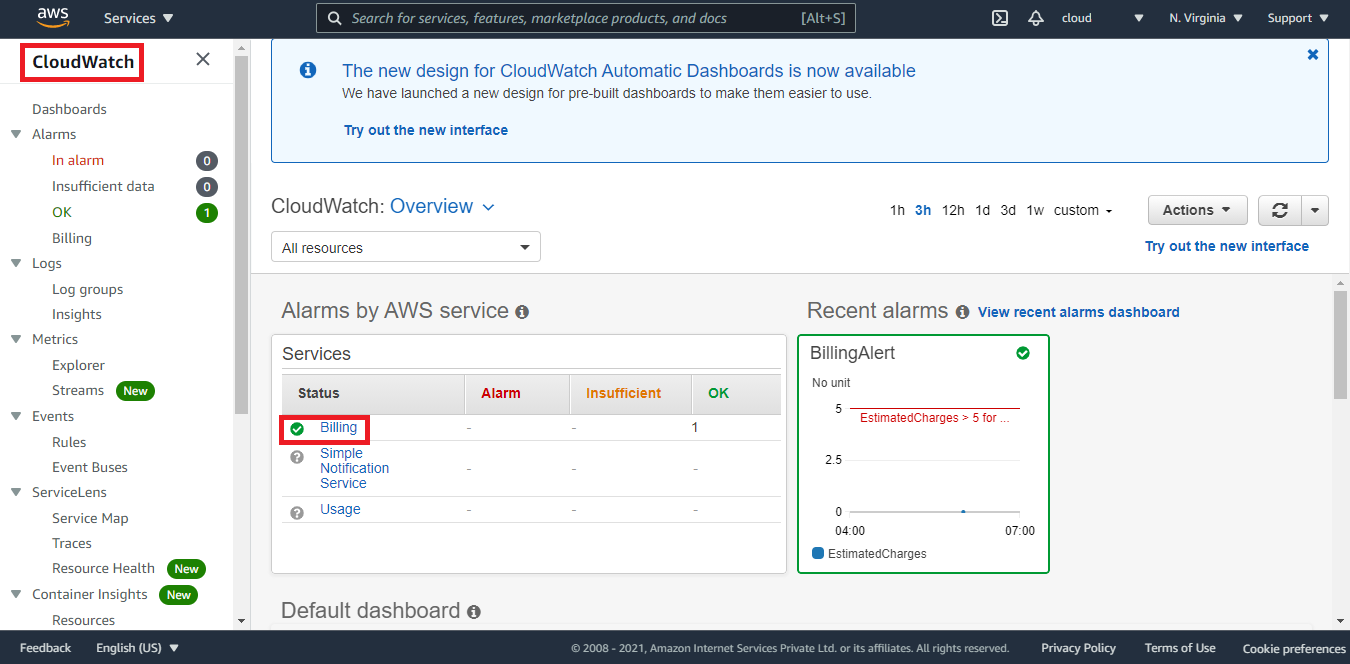 aws
Services
Search for services, features, marketplace products, and docs [Alt+S]
cloud
N. Virginia
Support
CloudWatch
Dashboards
Alarms
In alarm 0
Insufficient data 0
OK 1
Billing
Logs
Log groups
Insights
Metrics
Explorer
Streams New
Events
Rules
Event Buses
ServiceLens
Service Map
Traces
Resource Health New
Container Insights New
Resources
The new design for CloudWatch Automatic Dashboards is now available
We have launched a new design for pre-built dashboards to make them easier to use.
Try out the new interface
CloudWatch: Overview
1h 3h 12h 1d 3d 1w custom
Actions
All resources
Try out the new interface
Alarms by AWS service
Services
Status Alarm Insufficient OK
Billing - - 1
Simple
Notification - - -
Service
Usage - - -
Recent alarms View recent alarms dashboard
BillingAlert
No unit
5
EstimatedCharges > 5 for ...
2.5
0
04:00 07:00
EstimatedCharges
Default dashboard
Feedback English (US) © 2008 - 2021, Amazon Internet Services Private Ltd. or its affiliates. All rights reserved. Privacy Policy Terms of Use Cookie preferences